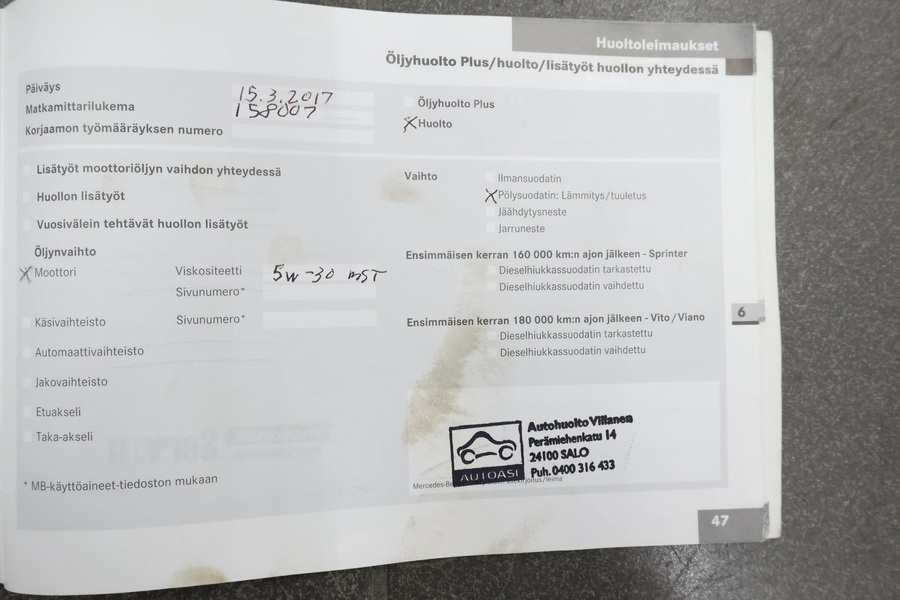 Huoltoleimaukset
Öljyhuolto Plus/huolto/lisätyöt huollon yhteydessä
Päiväys 15.3.2017
Matkamittarilukema 158007
Korjaamon työmääräyksen numero
Öljyhuolto Plus
X Huolto
Lisätyöt moottoriöljyn vaihdon yhteydessä
Huollon lisätyöt
Vuosivälein tehtävät huollon lisätyöt
Öljynvaihto
X Moottori Viskositeetti 5W-30 MST
Sivunumero*
Käsivaihteisto Sivunumero*
Automaattivaihteisto
Jakovaihteisto
Etuakseli
Taka-akseli
* MB-käyttöaineet-tiedoston mukaan
Vaihto Ilmansuodatin
X Pölysuodatin: Lämmitys/tuuletus
Jäähdytysneste
Jarruneste
Ensimmäisen kerran 160 000 km:n ajon jälkeen - Sprinter
Dieselhiukkassuodatin tarkastettu
Dieselhiukkassuodatin vaihdettu
Ensimmäisen kerran 180 000 km:n ajon jälkeen - Vito/Viano
Dieselhiukkassuodatin tarkastettu
Dieselhiukkassuodatin vaihdettu
6
AUTOASI
Autohuolto Villanen
Perämiehenkatu 14
24100 SALO
Puh. 0400 316 433
47